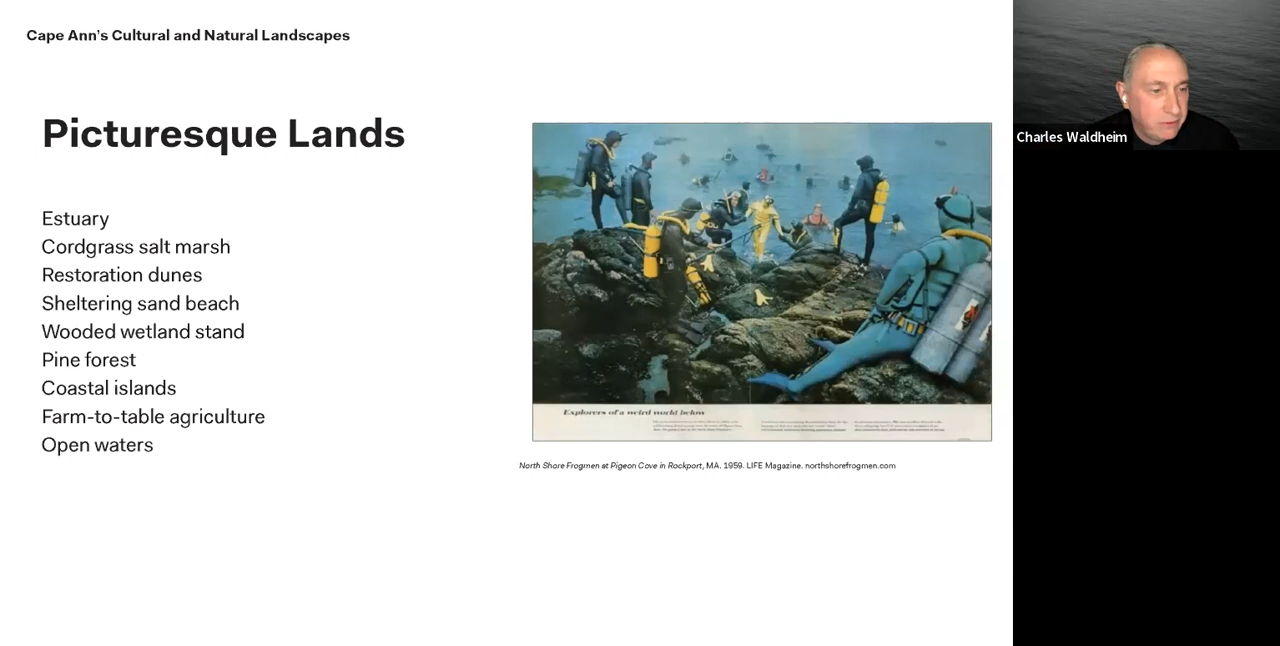 Cape Ann's Cultural and Natural Landscapes
Picturesque Lands
Estuary
Cordgrass salt marsh
Restoration dunes
Sheltering sand beach
Wooded wetland stand
Pine forest
Coastal islands
Farm-to-table agriculture
Open waters
Explorers of a weird world below
North Shore Frogmen at Pigeon Cove in Rockport, MA. 1959. LIFE Magazine. northshorefrogmen.com
Charles Waldheim